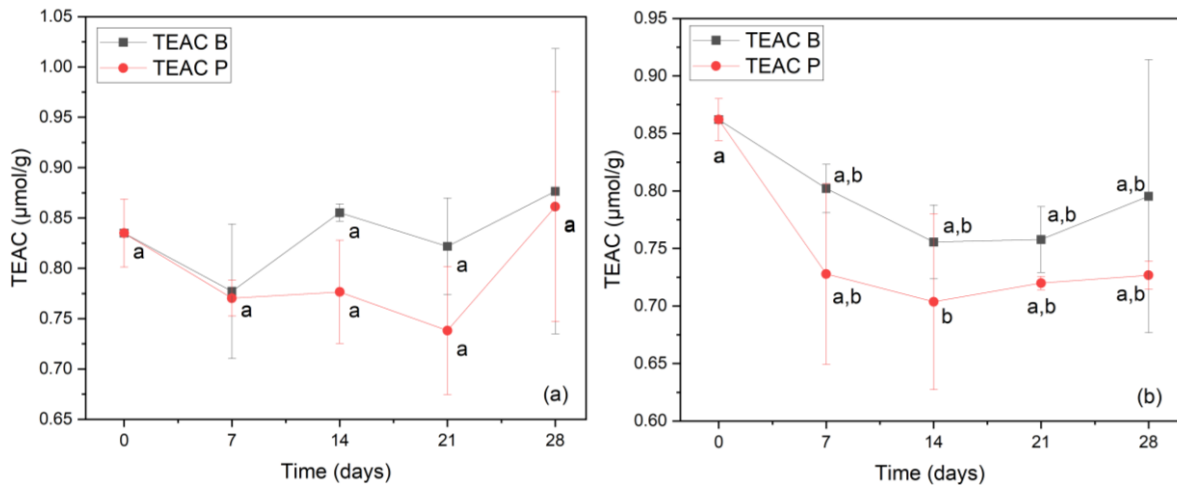 TEAC B
TEAC P
TEAC (µmol/g)
1.05
1.00
0.95
0.90
0.85
0.80
0.75
0.70
0.65
a
a
a
a
a
a
a
(a)
0
7
14
21
28
Time (days)
TEAC B
TEAC P
TEAC (µmol/g)
0.95
0.90
0.85
0.80
0.75
0.70
0.65
0.60
a
a,b
a,b
a,b
a,b
a,b
b
a,b
a,b
(b)
0
7
14
21
28
Time (days)